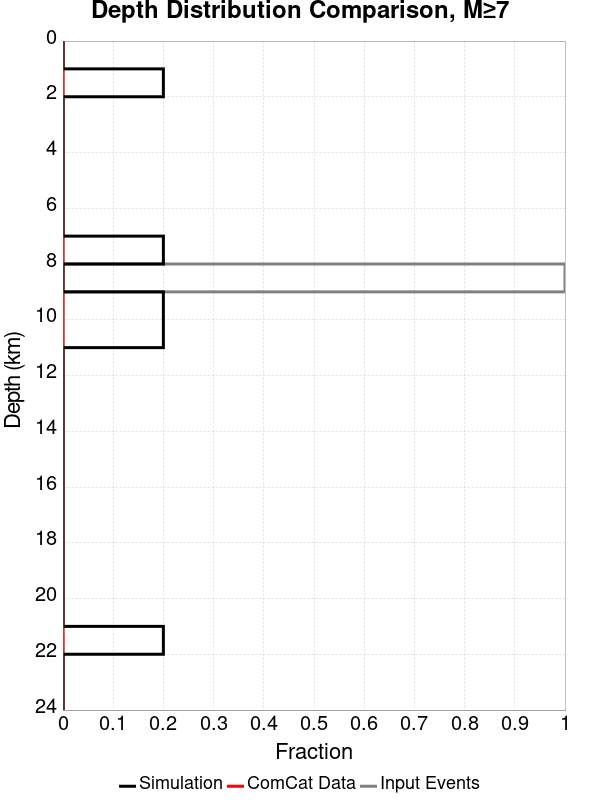 Depth Distribution Comparison, M≥7
0
2
4
6
8
10
12
14
16
18
20
22
24
Depth (km)
0 0.1 0.2 0.3 0.4 0.5 0.6 0.7 0.8 0.9 1
Fraction
Simulation ComCat Data Input Events